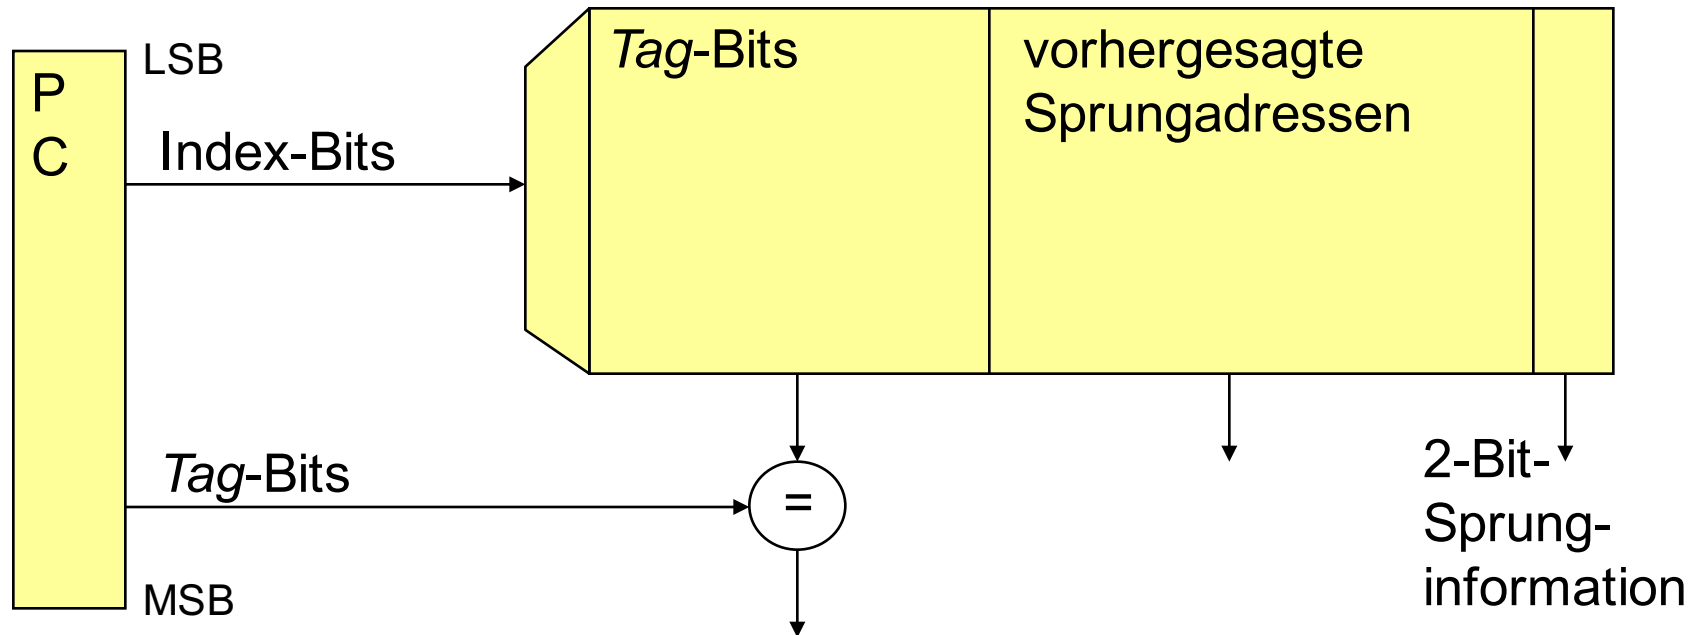 P
C
LSB
Index-Bits
Tag-Bits
vorhergesagte
Sprungadressen
Tag-Bits
=
MSB
2-Bit-
Sprung-
information